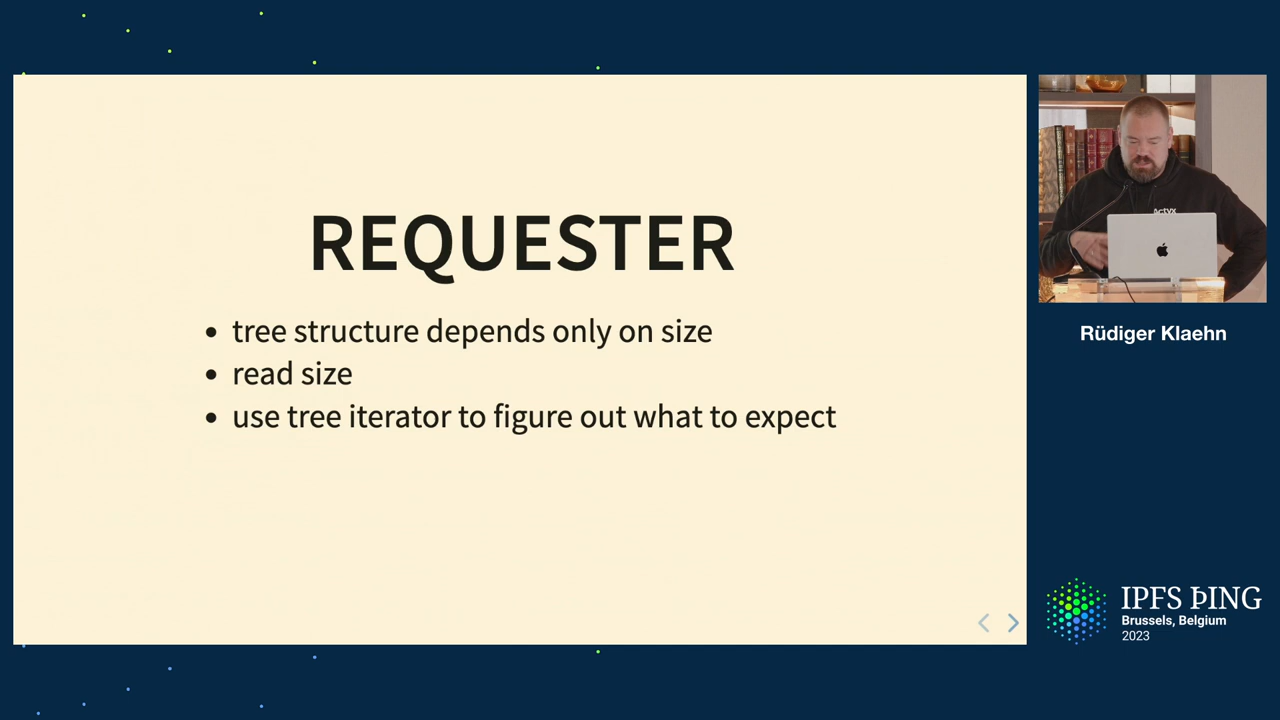 REQUESTER
• tree structure depends only on size
• read size
• use tree iterator to figure out what to expect
Actyx
Rüdiger Klaehn
IPFS ÞING
Brussels, Belgium
2023